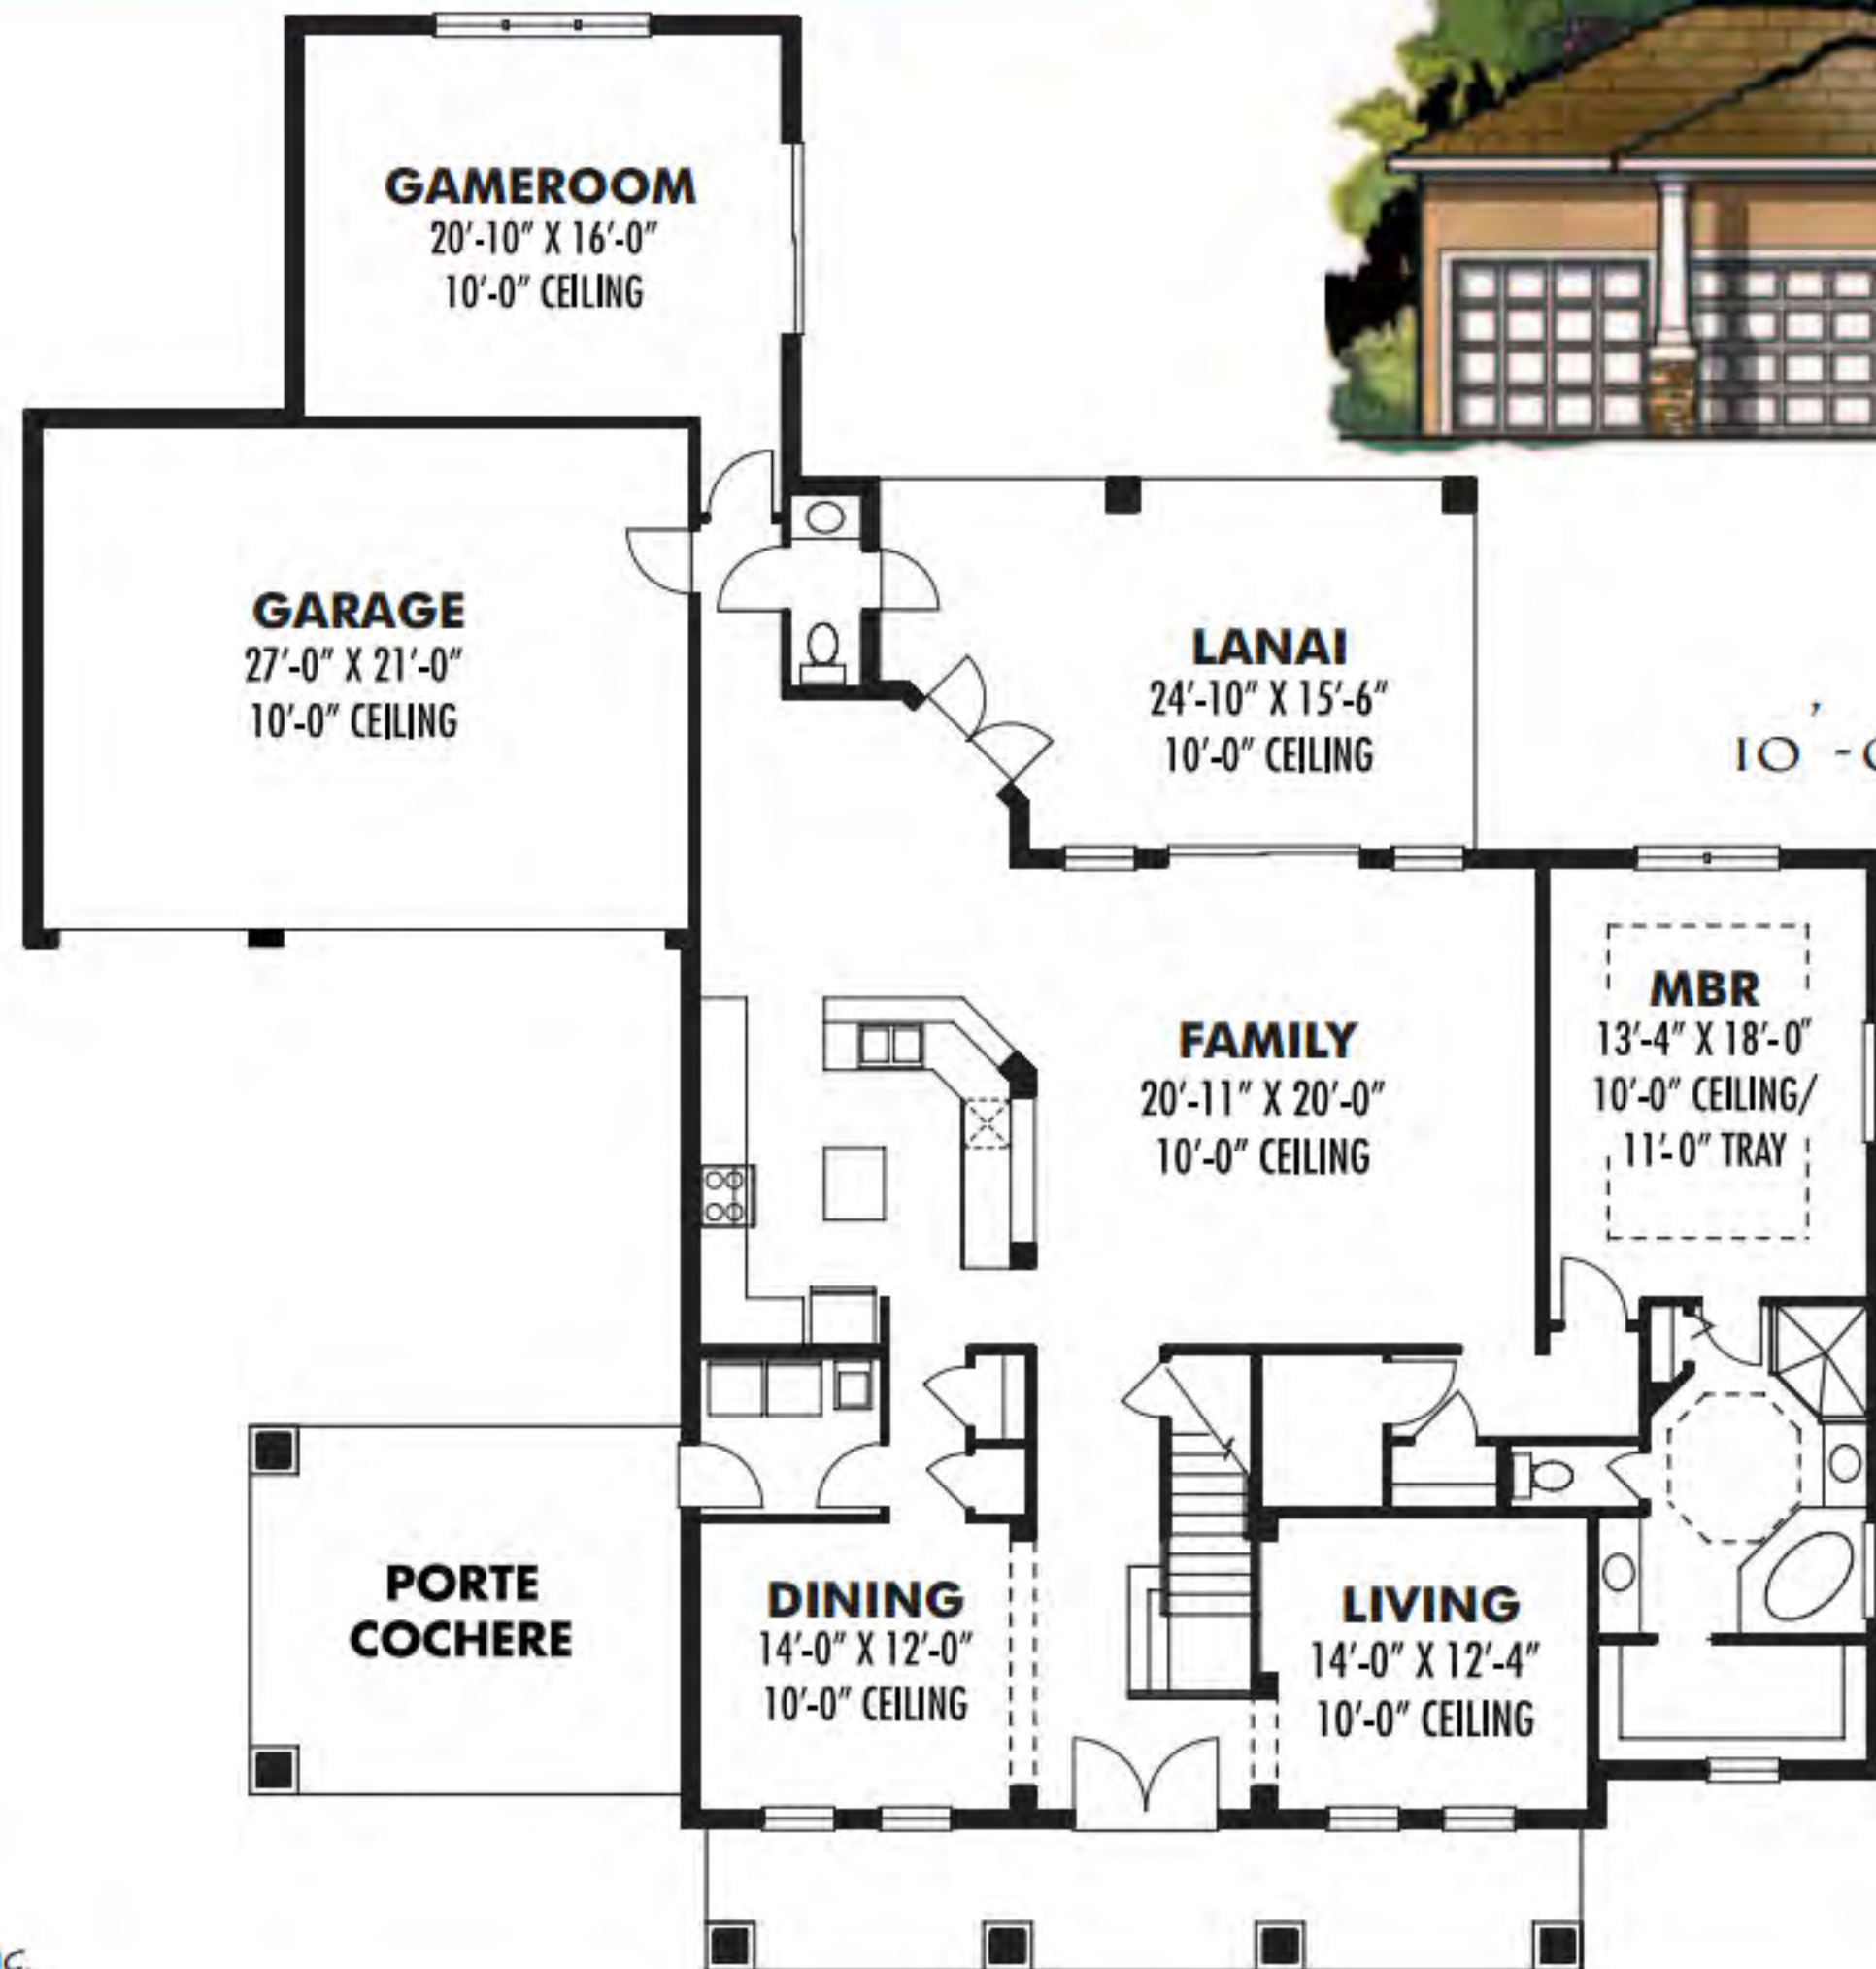 GAMEROOM
20'-10" X 16'-0"
10'-0" CEILING
GARAGE
27'-0" X 21'-0"
10'-0" CEILING
LANAI
24'-10" X 15'-6"
10'-0" CEILING
MBR
13'-4" X 18'-0"
10'-0" CEILING/
11'-0" TRAY
FAMILY
20'-11" X 20'-0"
10'-0" CEILING
PORTE
COCHERE
DINING
14'-0" X 12'-0"
10'-0" CEILING
LIVING
14'-0" X 12'-4"
10'-0" CEILING